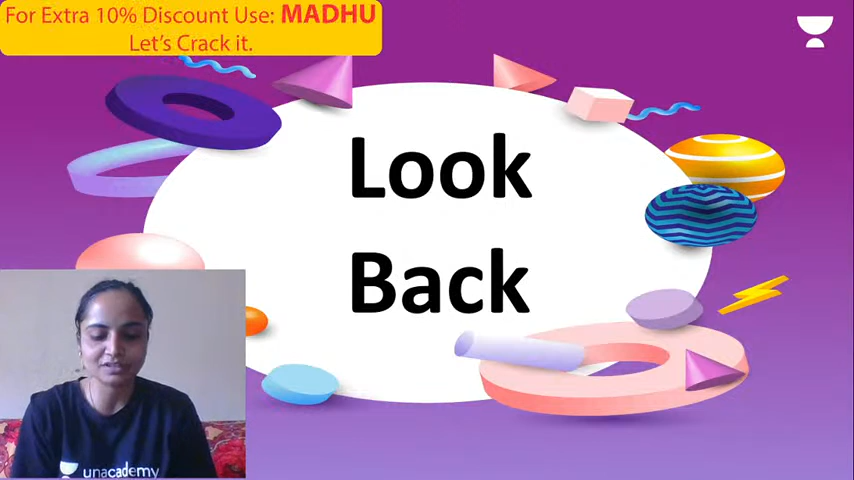 For Extra 10% Discount Use: MADHU
Let's Crack it.
Look
Back
unacademy